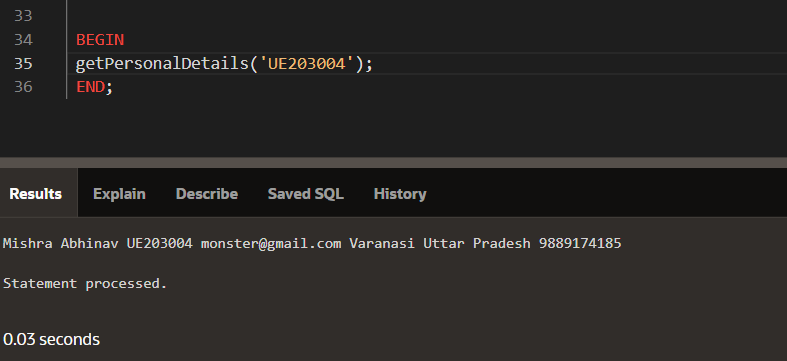 33
34 BEGIN
35 getPersonalDetails('UE203004');
36 END;
Results Explain Describe Saved SQL History
Mishra Abhinav UE203004 monster@gmail.com Varanasi Uttar Pradesh 9889174185
Statement processed.
0.03 seconds